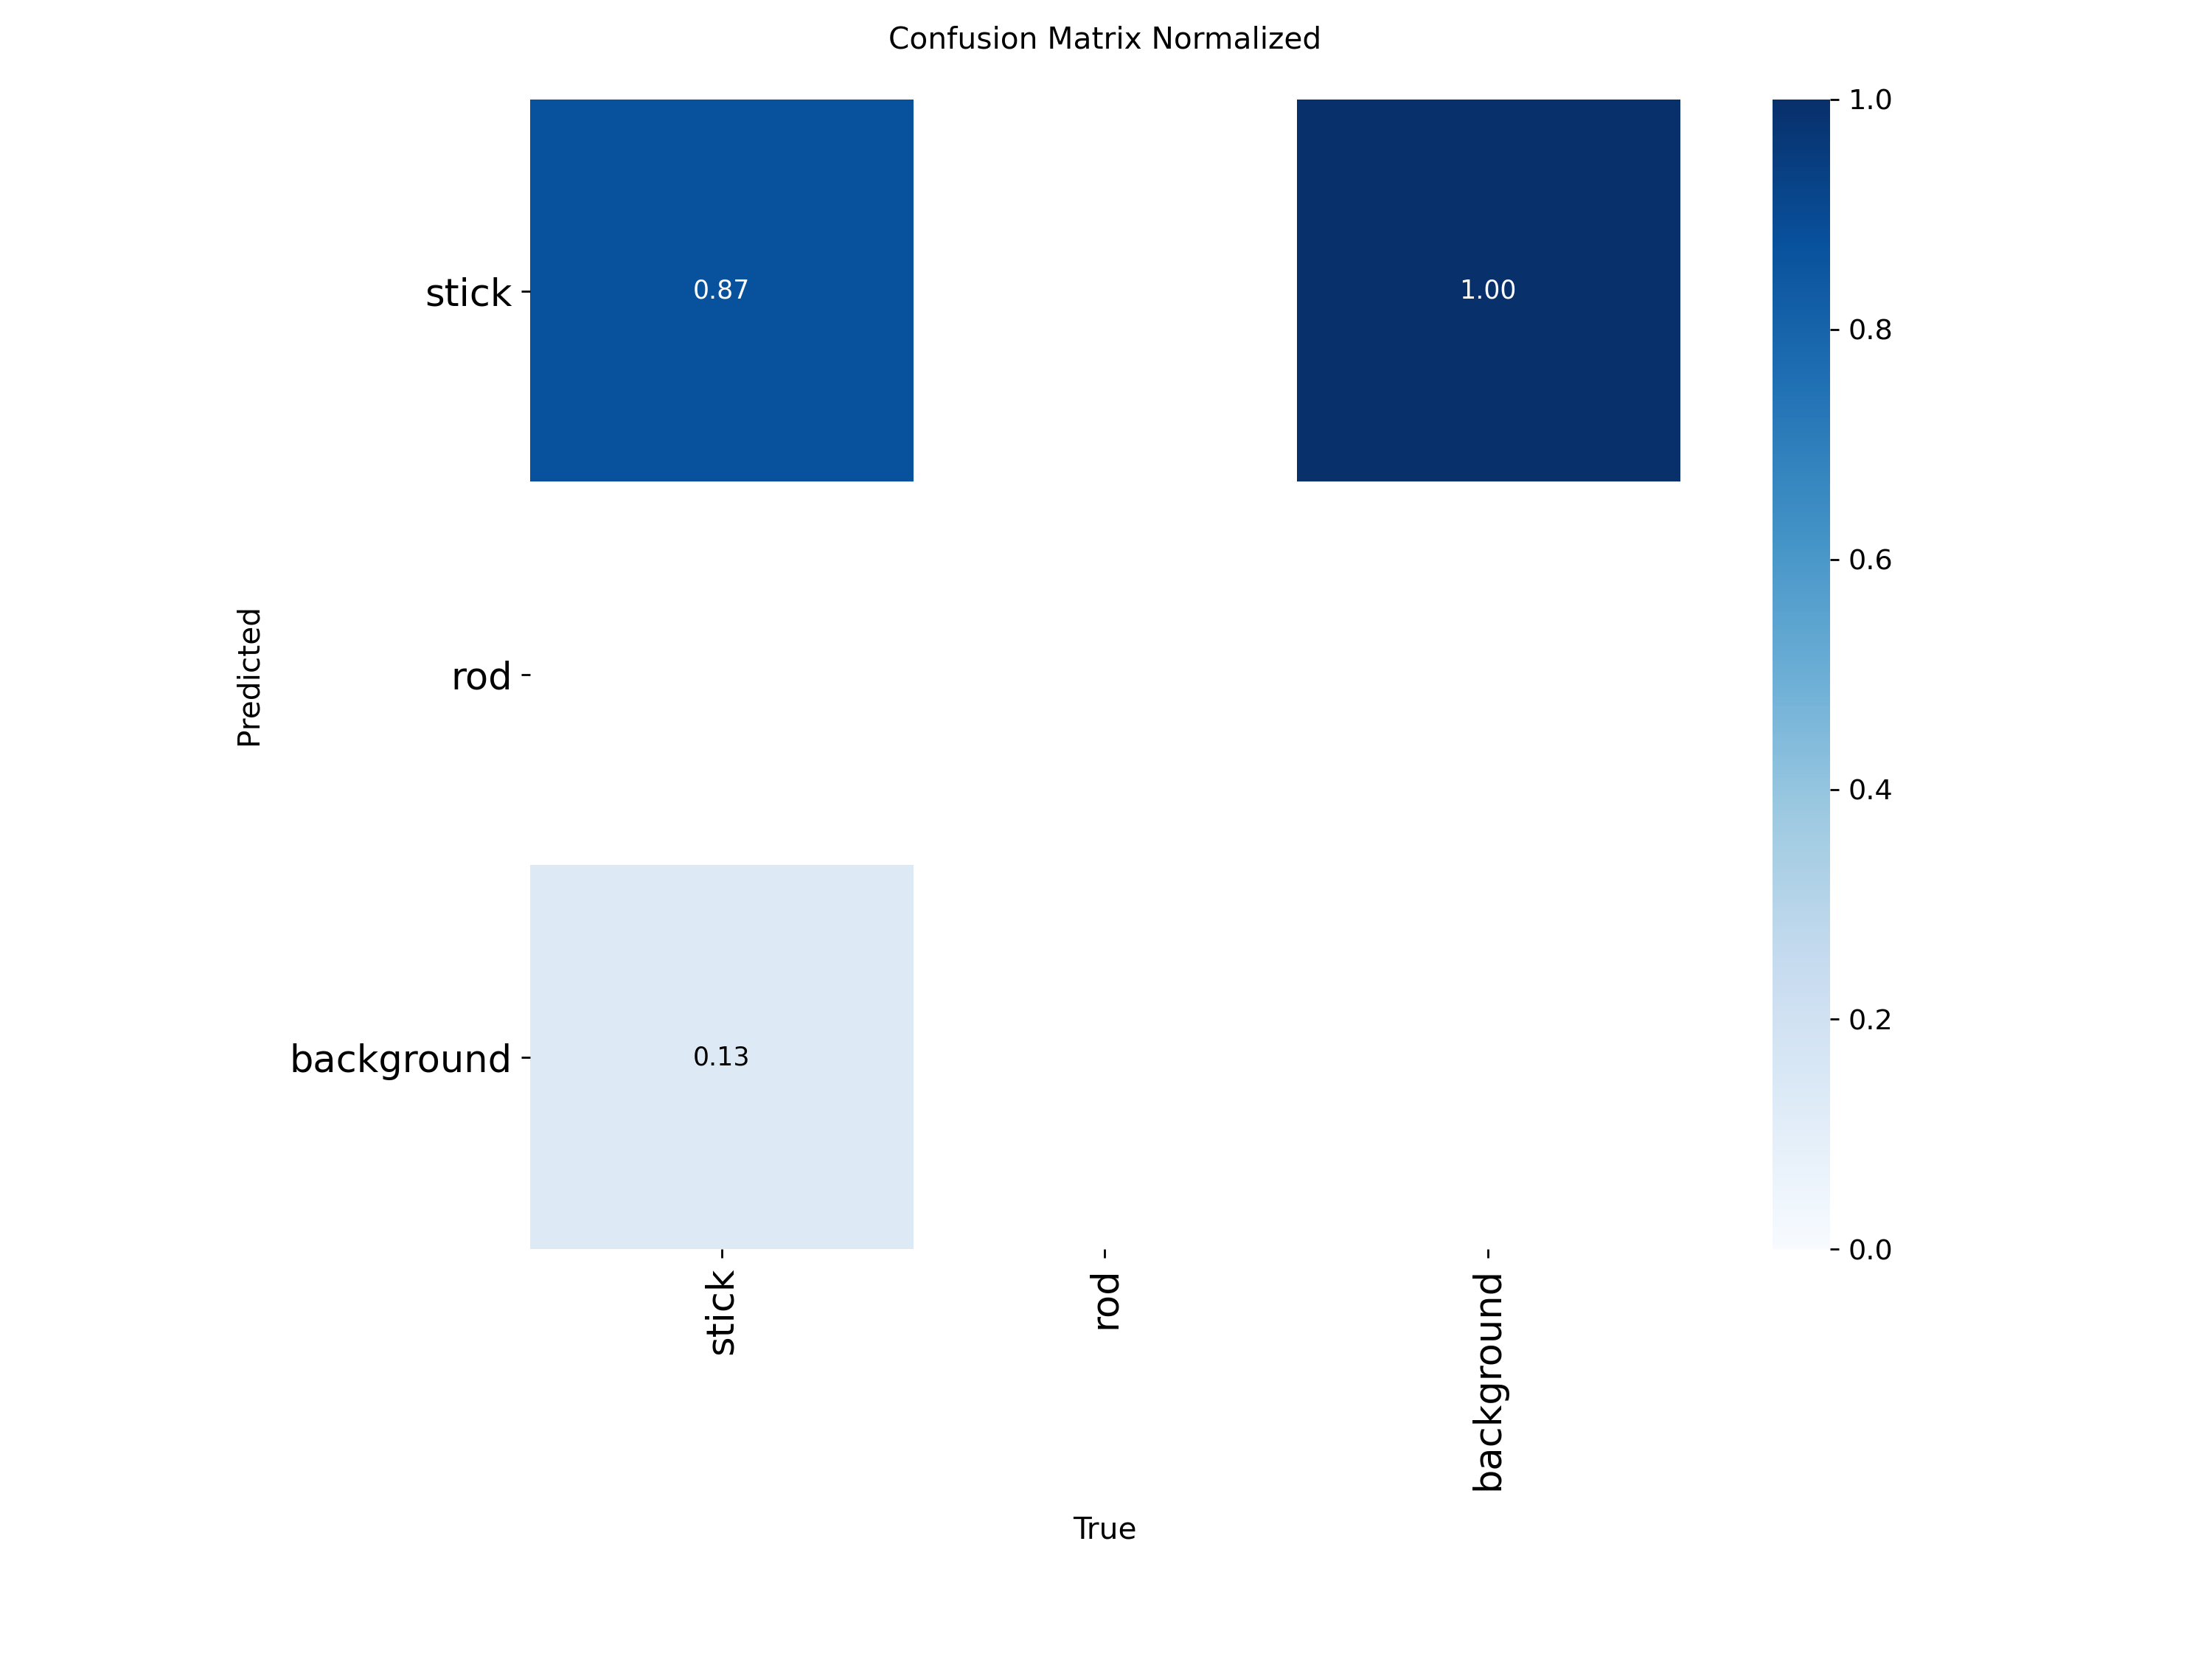 Confusion Matrix Normalized
stick
rod
background
Predicted
0.87
1.00
0.13
stick
rod
background
True
1.0
0.8
0.6
0.4
0.2
0.0